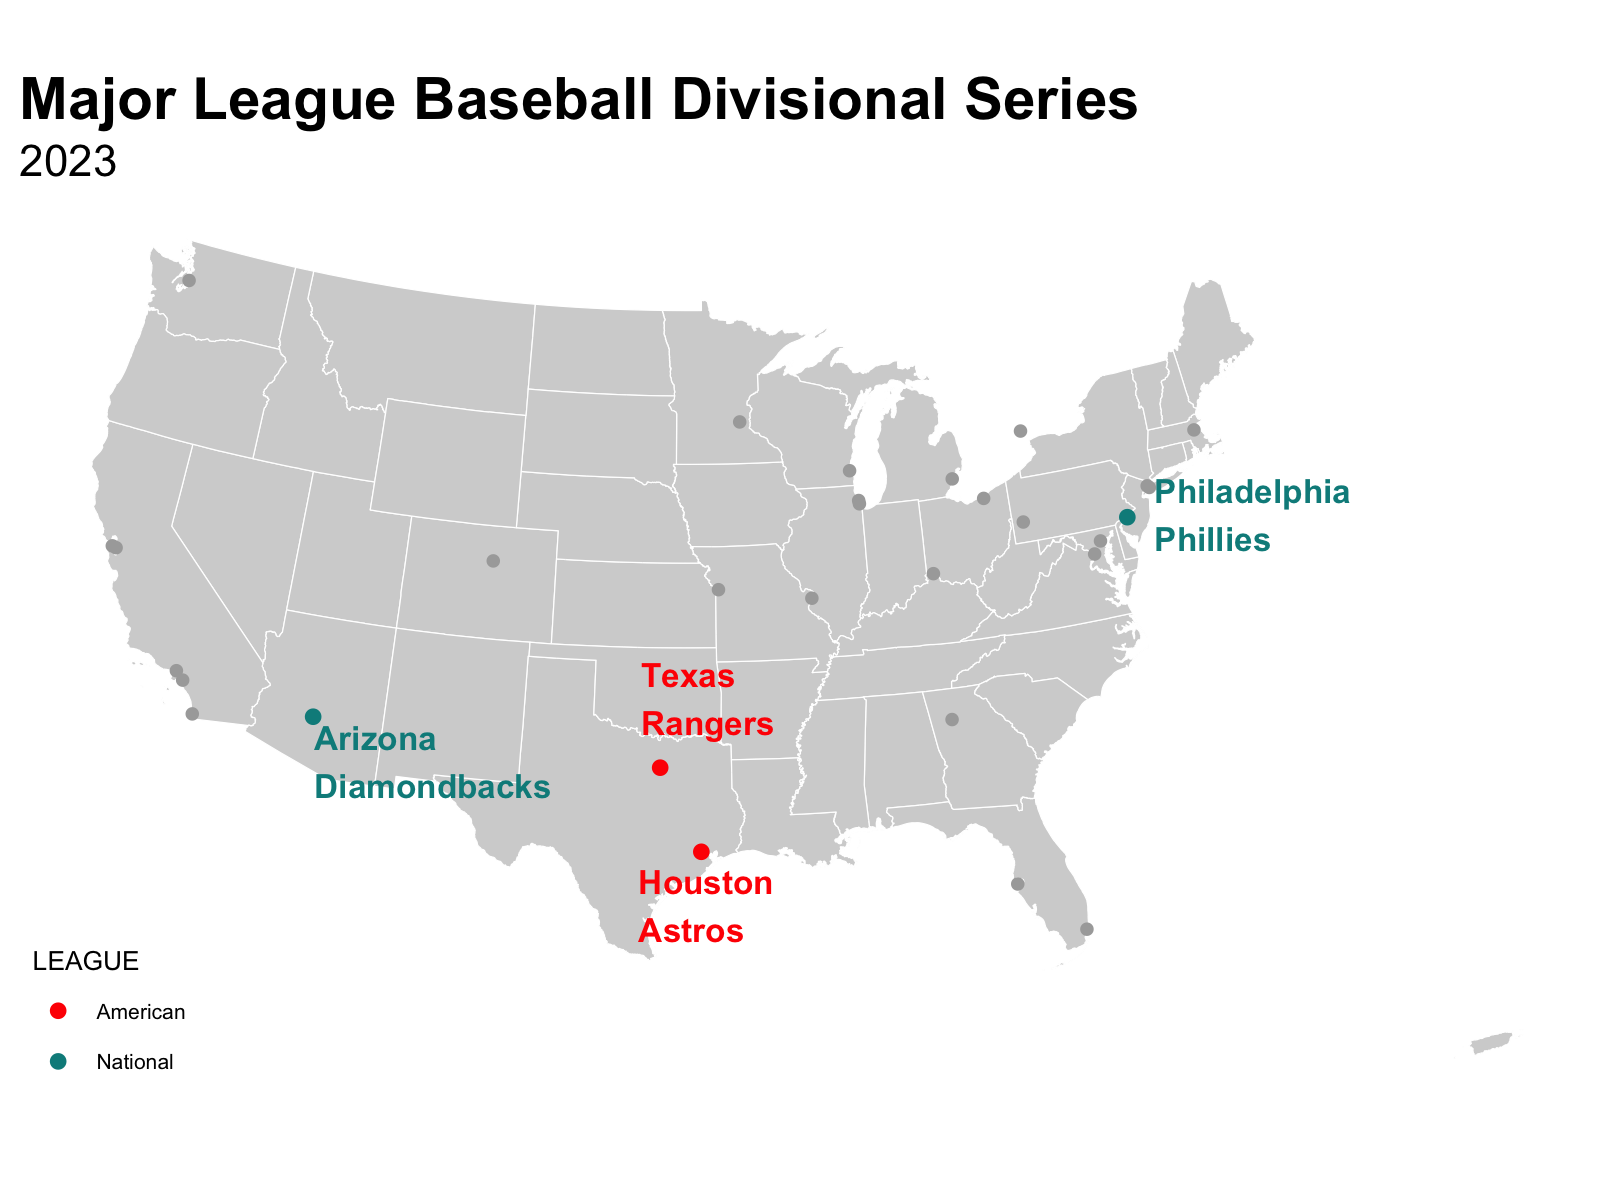 Major League Baseball Divisional Series
2023
Philadelphia
Phillies
Texas
Rangers
Arizona
Diamondbacks
Houston
Astros
LEAGUE
American
National